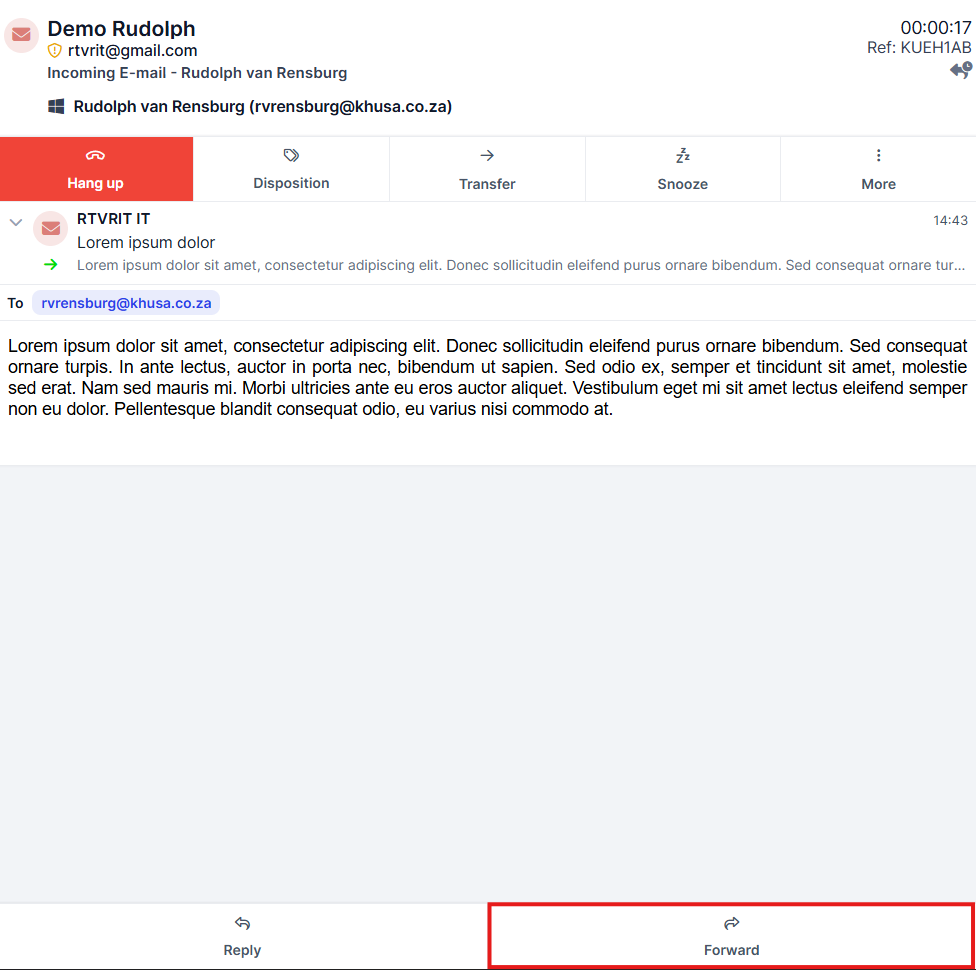 Demo Rudolph
00:00:17
rtvrit@gmail.com
Ref: KUEH1AB
Incoming E-mail - Rudolph van Rensburg
Rudolph van Rensburg (rvrensburg@khusa.co.za)
Hang up
Disposition
Transfer
Snooze
More
RTVRIT IT
14:43
Lorem ipsum dolor
Lorem ipsum dolor sit amet, consectetur adipiscing elit. Donec sollicitudin eleifend purus ornare bibendum. Sed consequat ornare tur...
To rvrensburg@khusa.co.za
Lorem ipsum dolor sit amet, consectetur adipiscing elit. Donec sollicitudin eleifend purus ornare bibendum. Sed consequat
ornare turpis. In ante lectus, auctor in porta nec, bibendum ut sapien. Sed odio ex, semper et tincidunt sit amet, molestie
sed erat. Nam sed mauris mi. Morbi ultricies ante eu eros auctor aliquet. Vestibulum eget mi sit amet lectus eleifend semper
non eu dolor. Pellentesque blandit consequat odio, eu varius nisi commodo at.
Reply
Forward